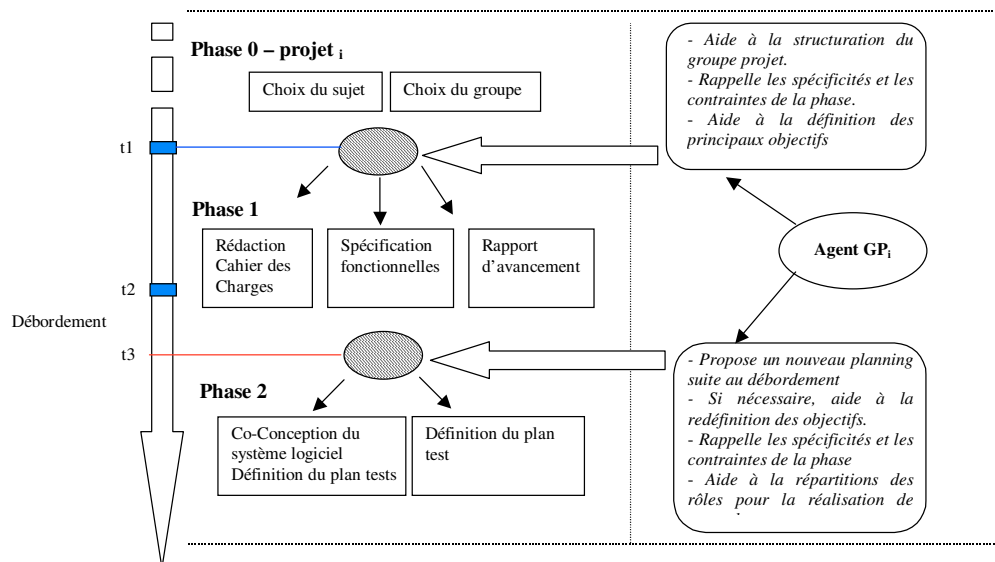 Phase 0 – projet i
Choix du sujet
Choix du groupe
- Aide à la structuration du
groupe projet.
- Rappelle les spécificités et les
contraintes de la phase.
- Aide à la définition des
principaux objectifs
t1
Phase 1
Rédaction
Cahier des
Charges
Spécification
fonctionnelles
Rapport
d’avancement
Agent GPi
t2
Débordement
t3
Phase 2
Co-Conception du
système logiciel
Définition du plan tests
Définition du plan
test
- Propose un nouveau planning
suite au débordement
- Si nécessaire, aide à la
redéfinition des objectifs.
- Rappelle les spécificités et les
contraintes de la phase
- Aide à la répartitions des
rôles pour la réalisation de